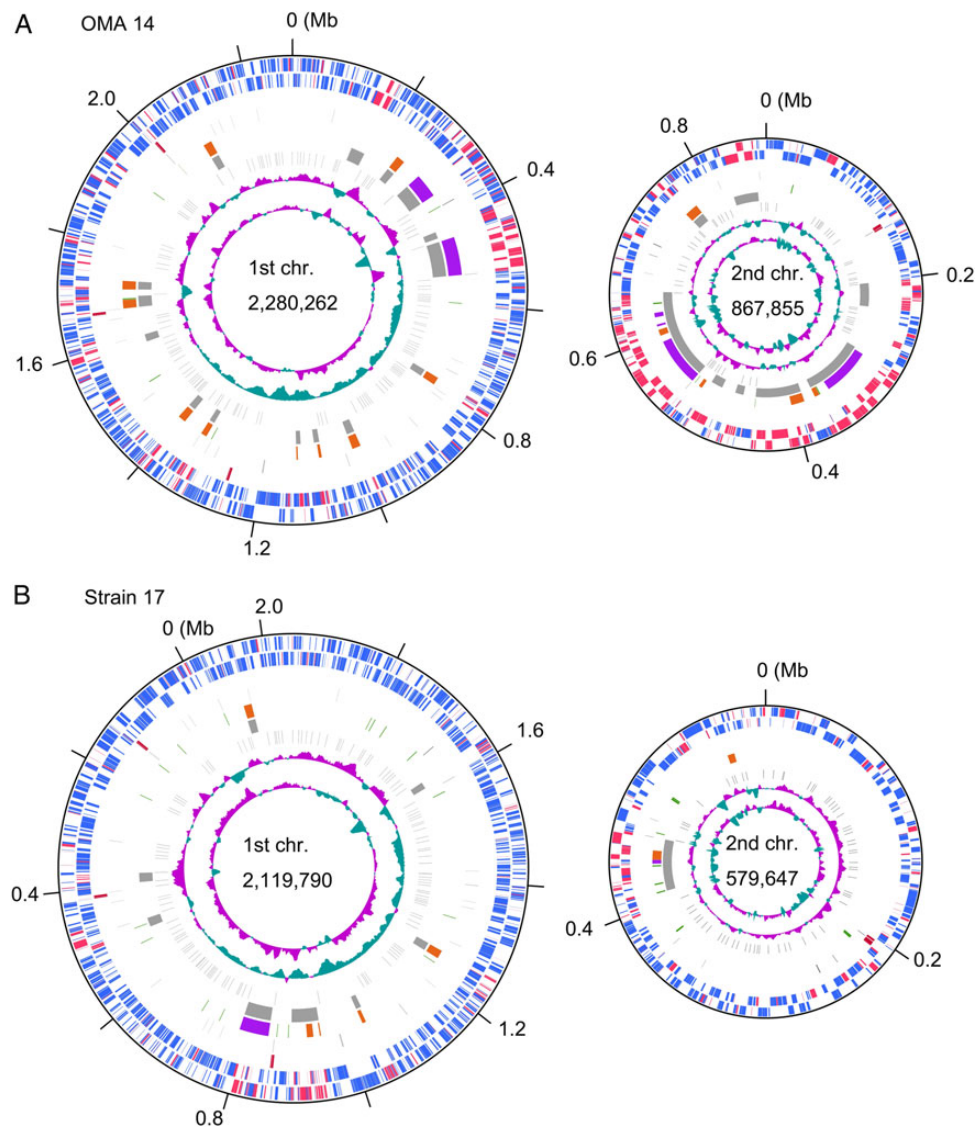 A
OMA 14
0 (Mb
0.4
0.8
1.2
1.6
2.0
1st chr.
2,280,262
0 (Mb
0.2
0.4
0.6
0.8
2nd chr.
867,855
B
Strain 17
0 (Mb
2.0
1.6
1.2
0.8
0.4
1st chr.
2,119,790
0 (Mb
0.2
0.4
2nd chr.
579,647